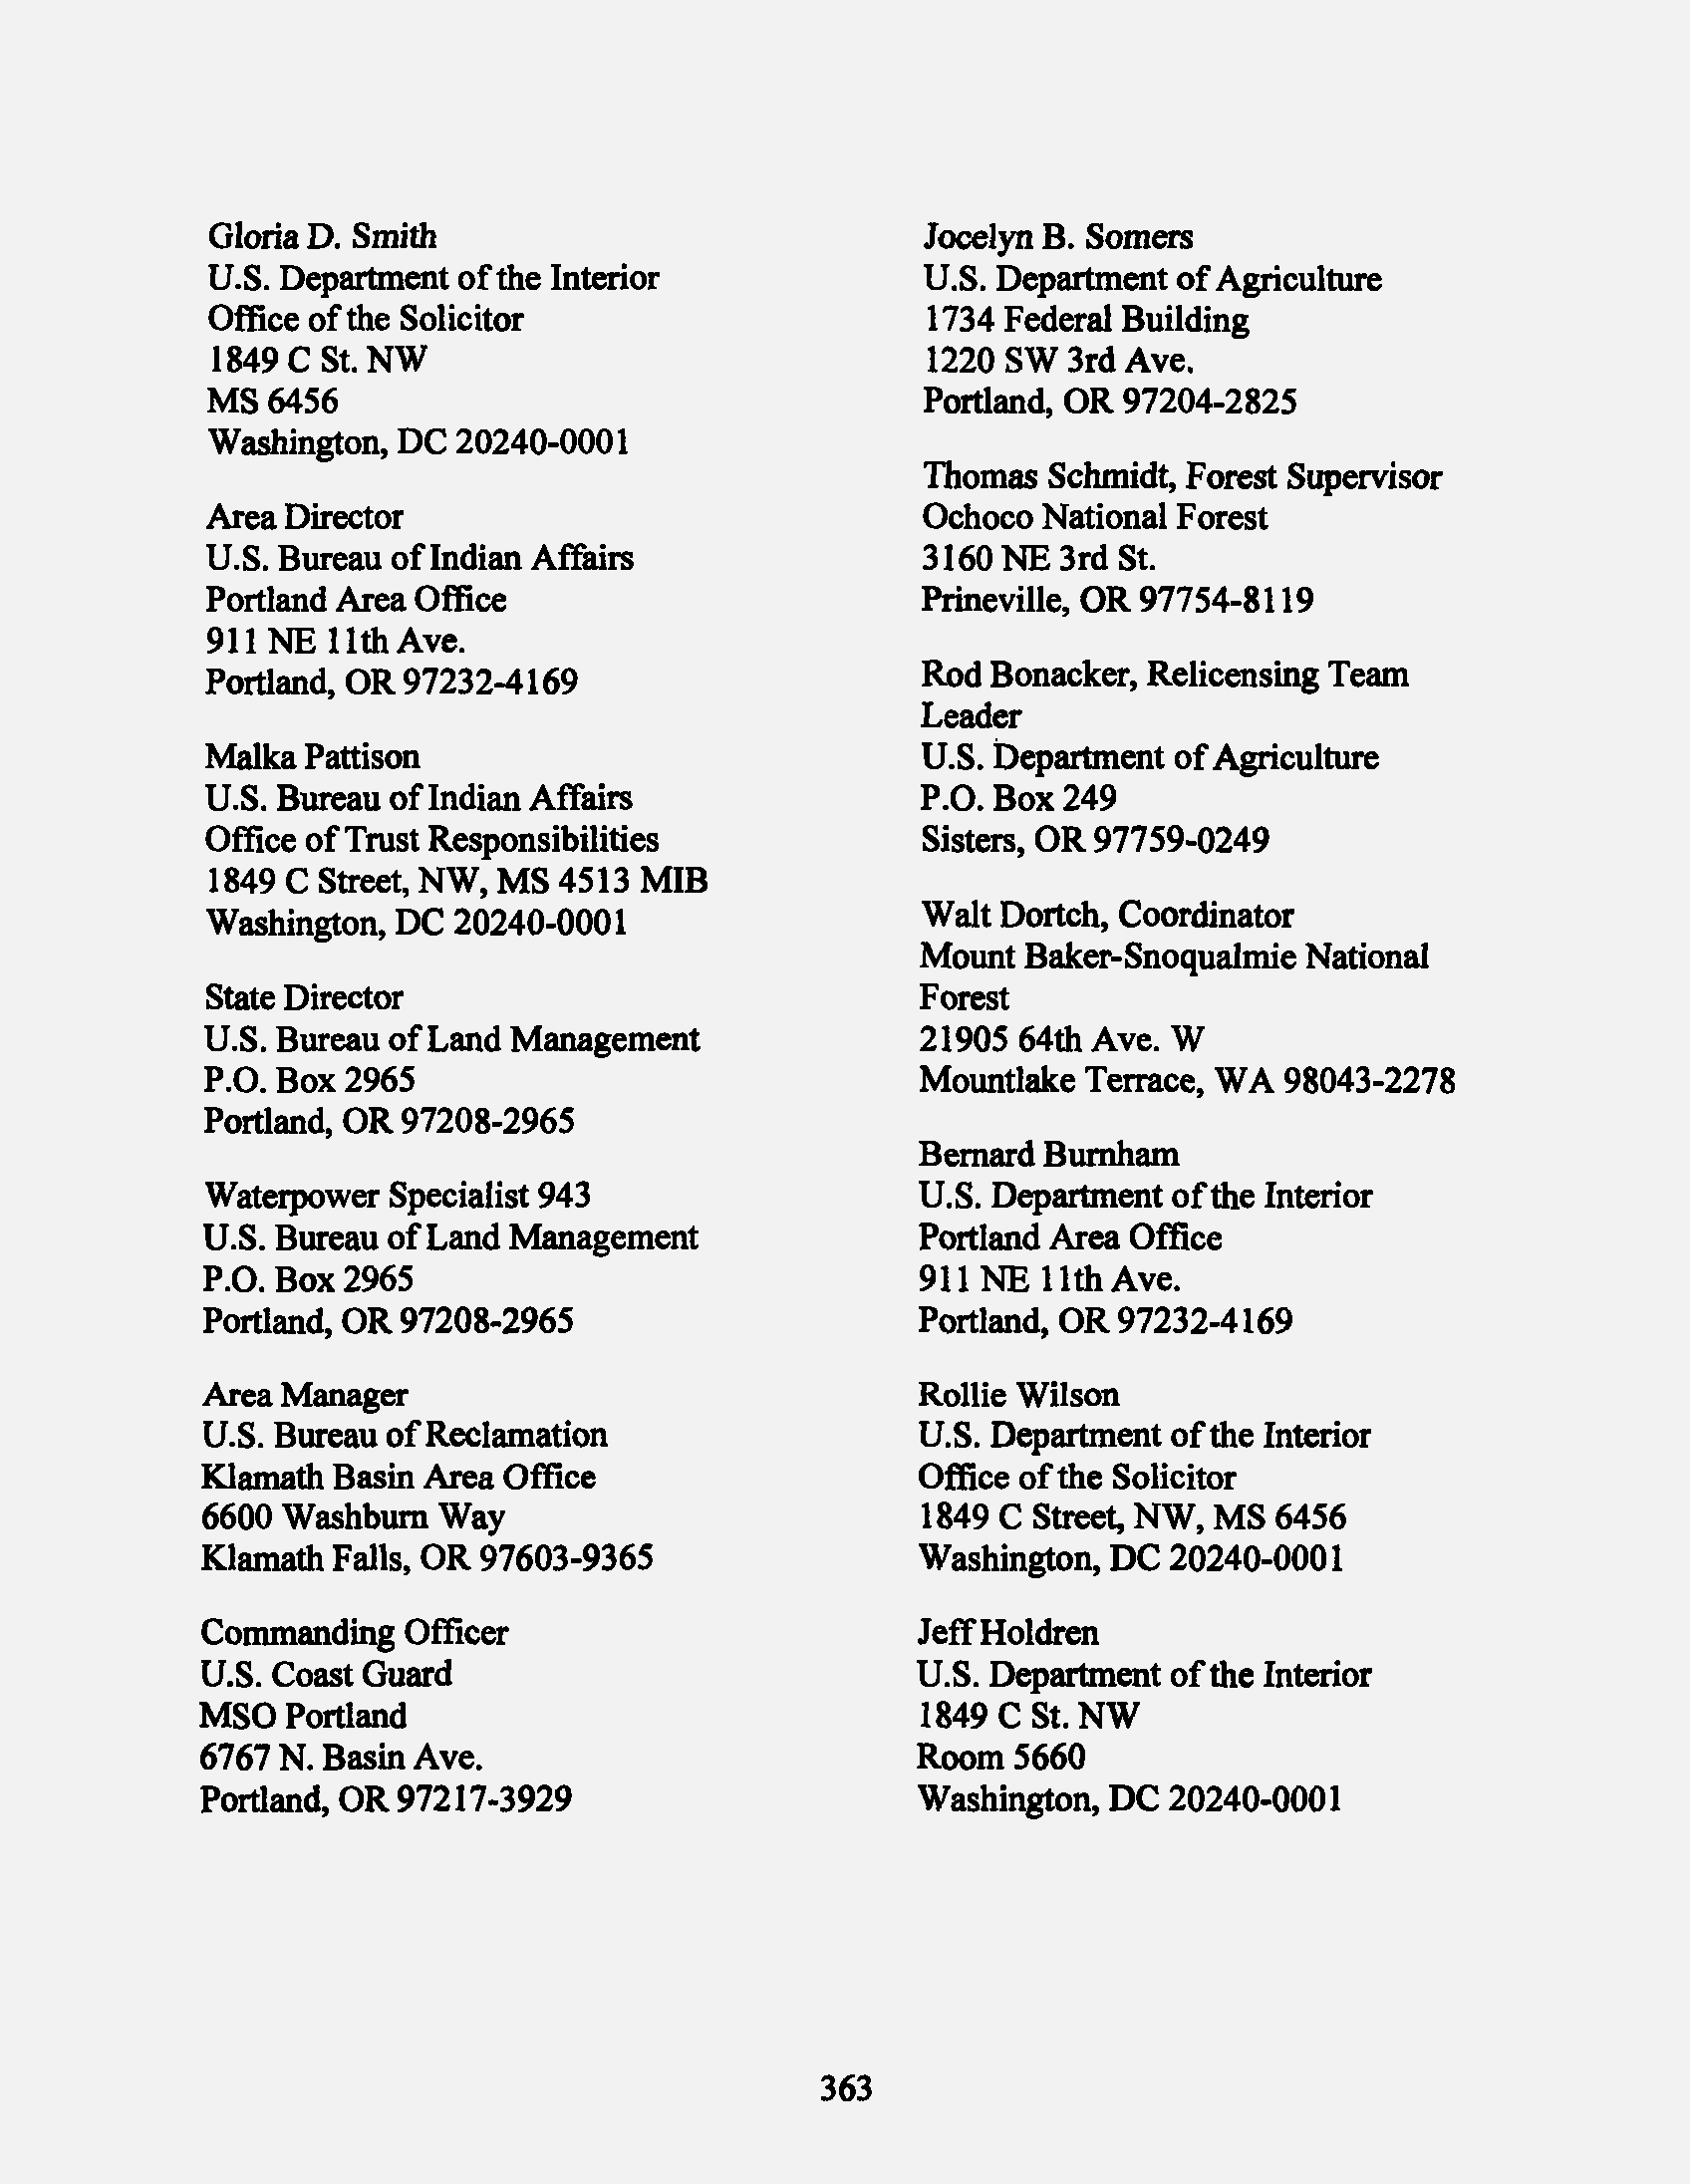 Gloria D. Smith
U.S. Department of the Interior
Office of the Solicitor
1849 C St. NW
MS 6456
Washington, DC 20240-0001
Area Director
U.S. Bureau of Indian Affairs
Portland Area Office
911 NE 11th Ave.
Portland, OR 97232-4169
Malka Pattison
U.S. Bureau of Indian Affairs
Office of Trust Responsibilities
1849 C Street, NW, MS 4513 MIB
Washington, DC 20240-0001
State Director
U.S. Bureau of Land Management
P.O. Box 2965
Portland, OR 97208-2965
Waterpower Specialist 943
U.S. Bureau of Land Management
P.O. Box 2965
Portland, OR 97208-2965
Area Manager
U.S. Bureau of Reclamation
Klamath Basin Area Office
6600 Washburn Way
Klamath Falls, OR 97603-9365
Commanding Officer
U.S. Coast Guard
MSO Portland
6767 N. Basin Ave.
Portland, OR 97217-3929
Jocelyn B. Somers
U.S. Department of Agriculture
1734 Federal Building
1220 SW 3rd Ave.
Portland, OR 97204-2825
Thomas Schmidt, Forest Supervisor
Ochoco National Forest
3160 NE 3rd St.
Prineville, OR 97754-8119
Rod Bonacker, Relicensing Team
Leader
U.S. Department of Agriculture
P.O. Box 249
Sisters, OR 97759-0249
Walt Dortch, Coordinator
Mount Baker-Snoqualmie National
Forest
21905 64th Ave. W
Mountlake Terrace, WA 98043-2278
Bernard Burnham
U.S. Department of the Interior
Portland Area Office
911 NE 11th Ave.
Portland, OR 97232-4169
Rollie Wilson
U.S. Department of the Interior
Office of the Solicitor
1849 C Street, NW, MS 6456
Washington, DC 20240-0001
Jeff Holdren
U.S. Department of the Interior
1849 C St. NW
Room 5660
Washington, DC 20240-0001
363